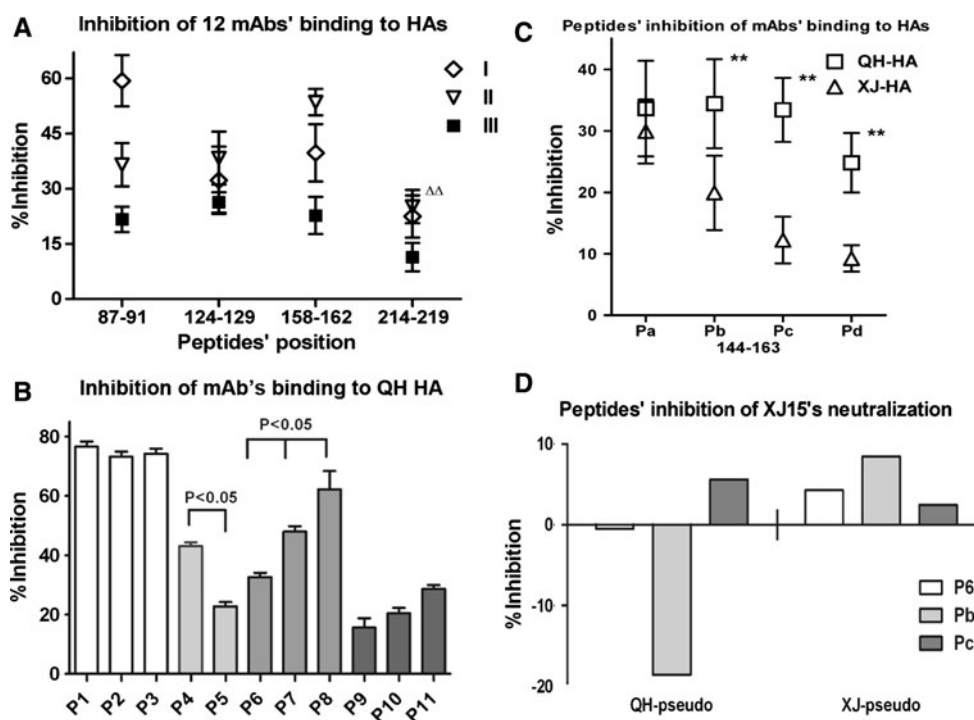 A
Inhibition of 12 mAbs' binding to HAs
% Inhibition
60
45
30
15
0
I
II
III
ΔΔ
87-91 124-129 158-162 214-219
Peptides' position
C
Peptides' inhibition of mAbs' binding to HAs
% Inhibition
40
30
20
10
0
QH-HA
XJ-HA
**
**
**
Pa Pb Pc Pd
144-163
B
Inhibition of mAb's binding to QH HA
% Inhibition
80
60
40
20
0
P<0.05
P<0.05
P1 P2 P3 P4 P5 P6 P7 P8 P9 P10 P11
D
Peptides' inhibition of XJ15's neutralization
% Inhibition
10
0
-10
-20
P6
Pb
Pc
QH-pseudo XJ-pseudo